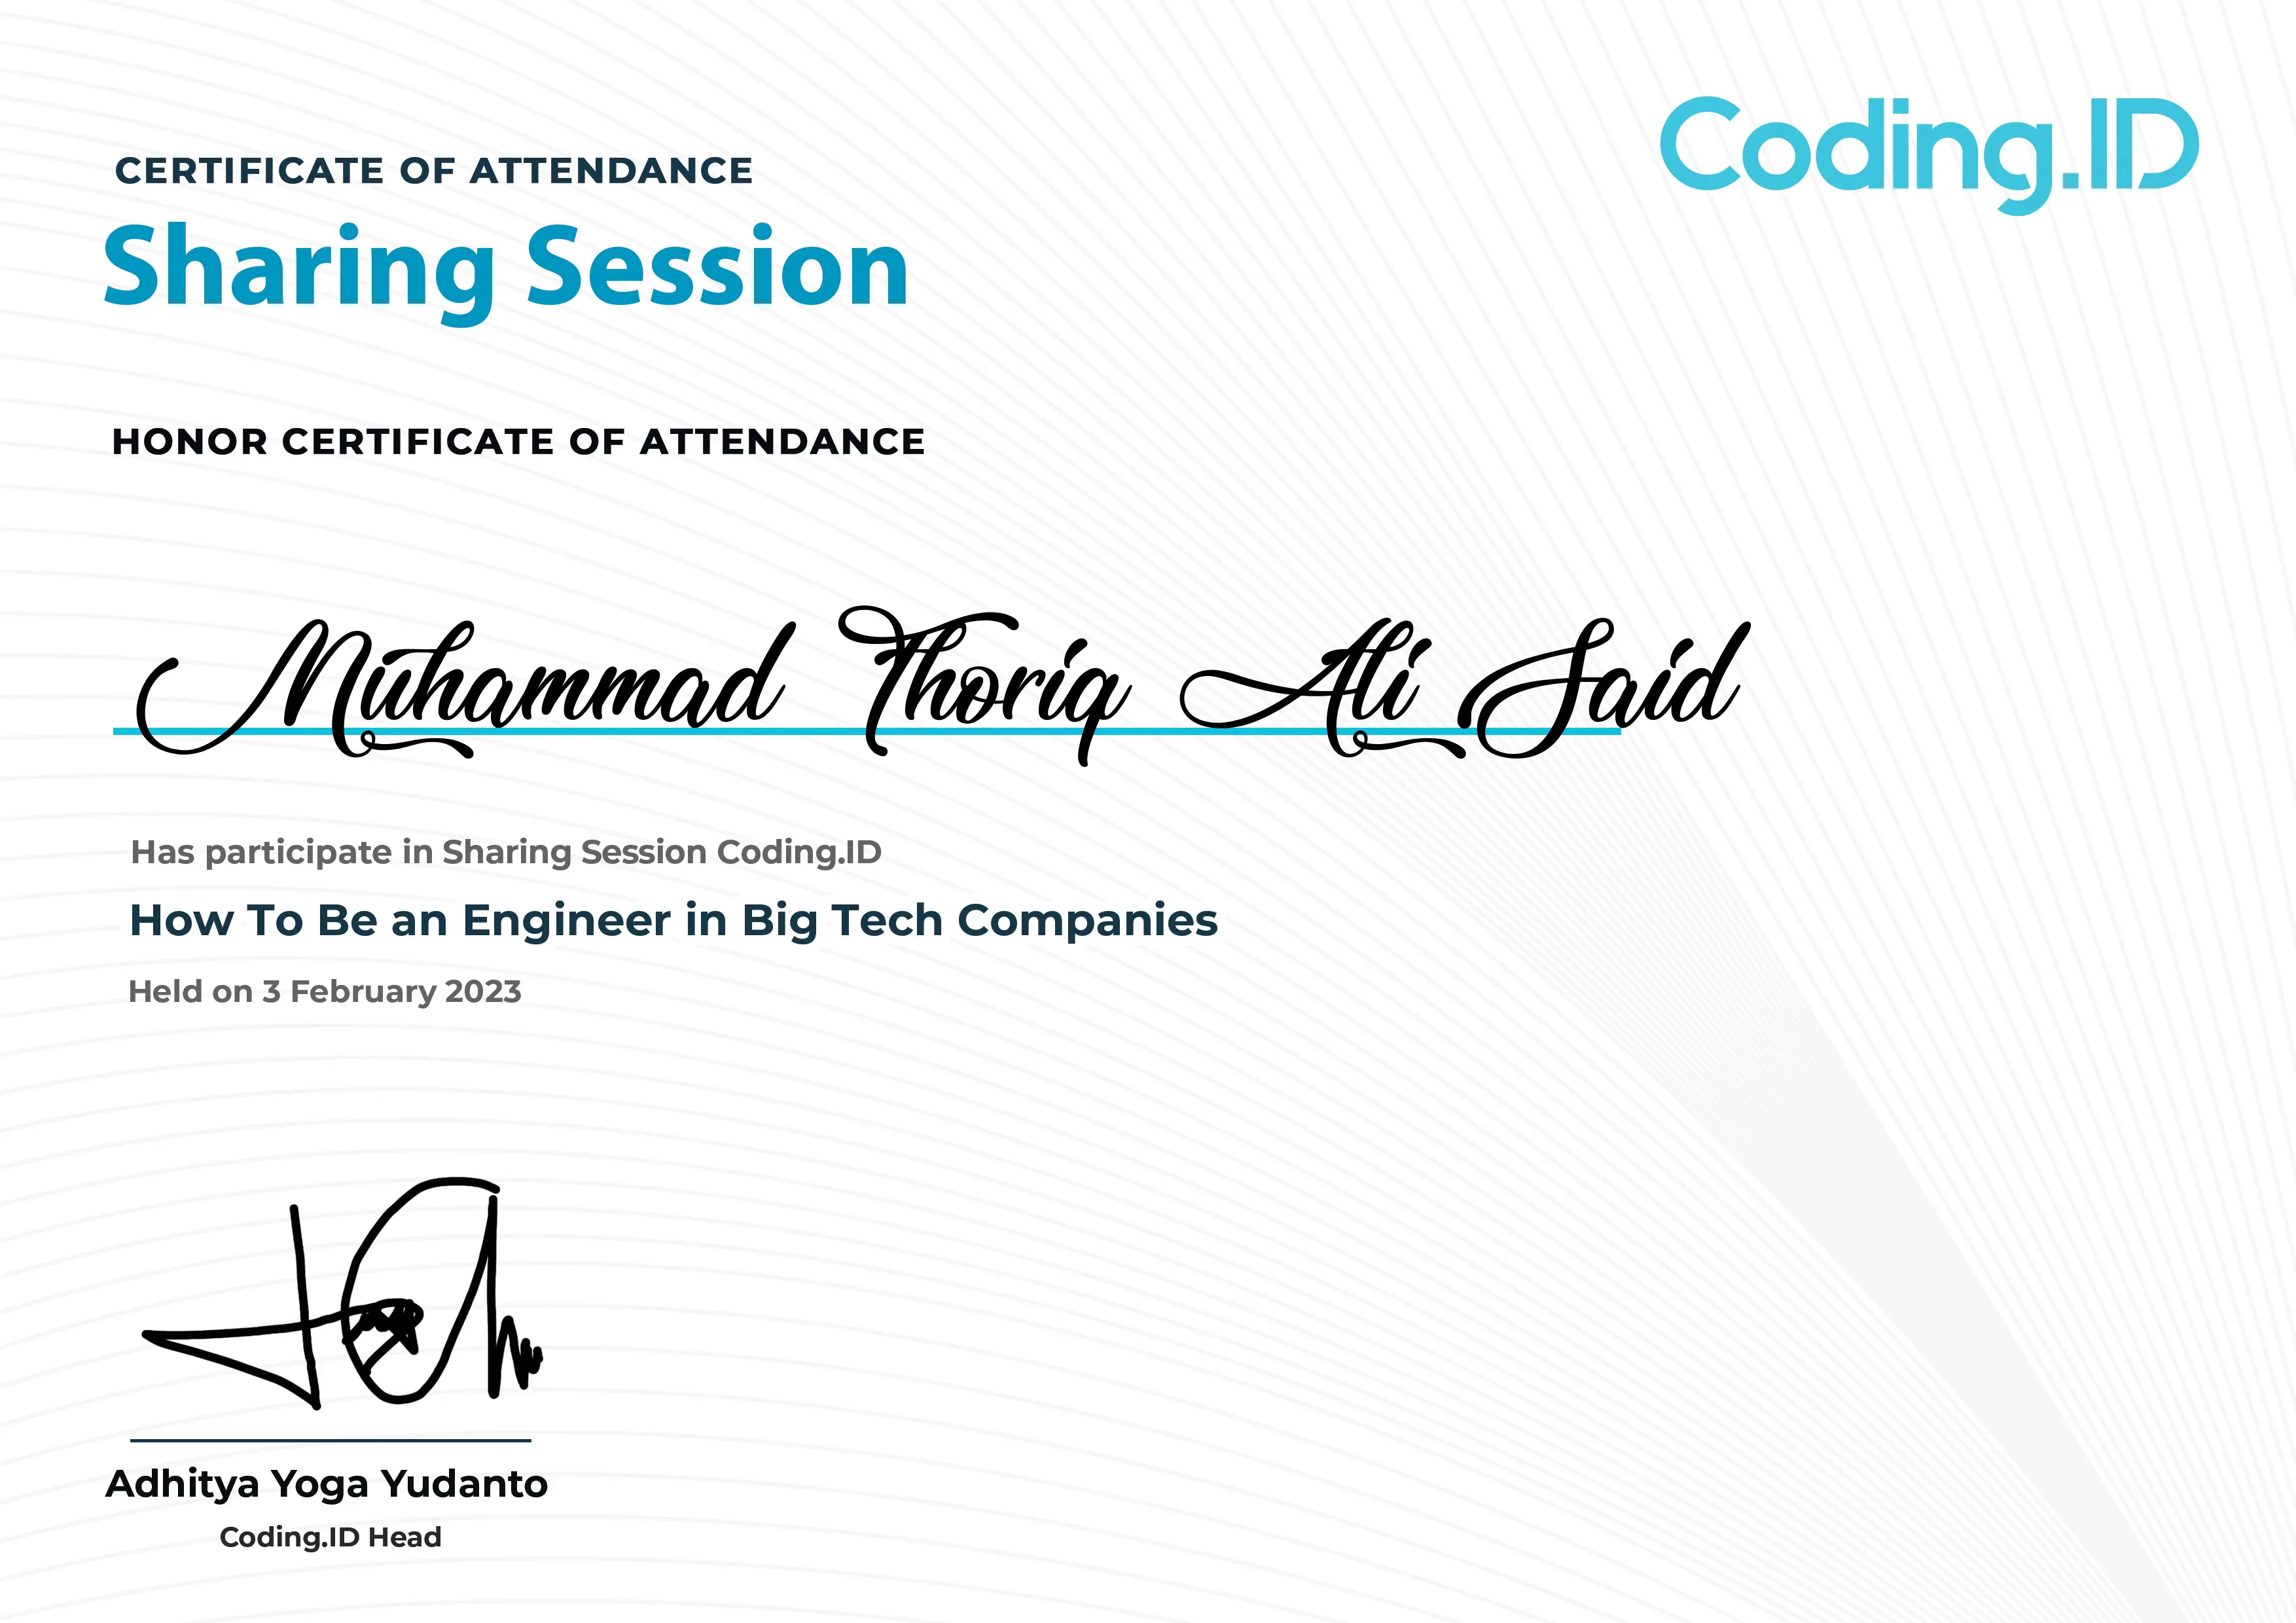 Coding.ID
CERTIFICATE OF ATTENDANCE
Sharing Session
HONOR CERTIFICATE OF ATTENDANCE
Muhammad Thoriq Ali Said
Has participate in Sharing Session Coding.ID
How To Be an Engineer in Big Tech Companies
Held on 3 February 2023
Adhitya Yoga Yudanto
Coding.ID Head